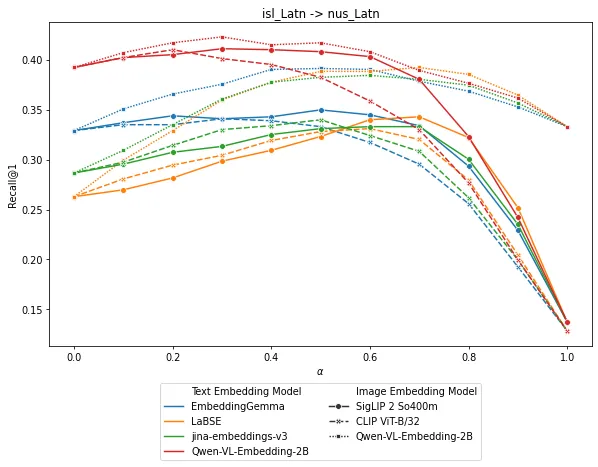 isl_Latn -> nus_Latn
Recall@1
0.40
0.35
0.30
0.25
0.20
0.15
0.0 0.2 0.4 0.6 0.8 1.0
α
Text Embedding Model Image Embedding Model
EmbeddingGemma SigLIP 2 So400m
LaBSE CLIP ViT-B/32
jina-embeddings-v3 Qwen-VL-Embedding-2B
Qwen-VL-Embedding-2B